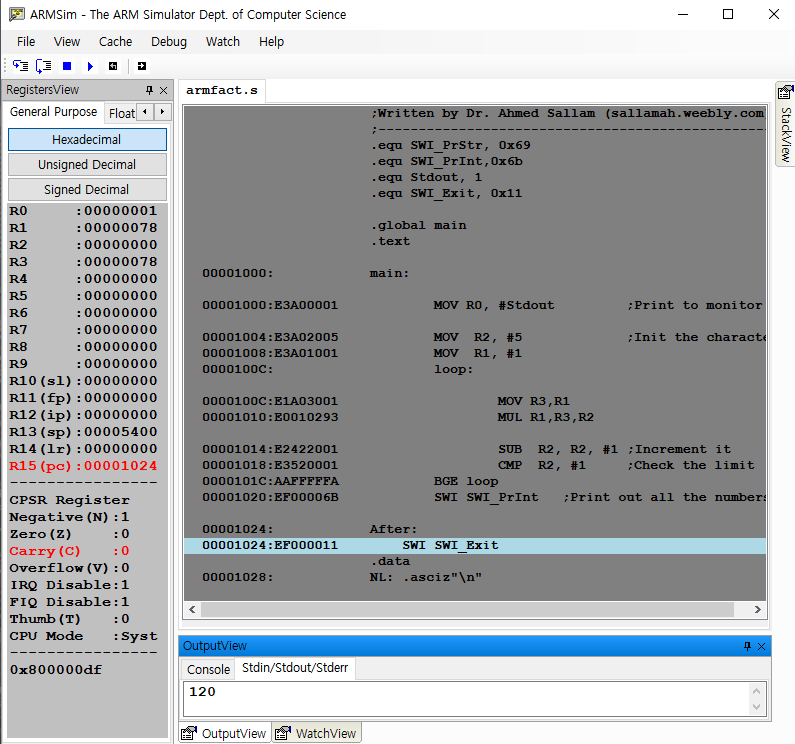 ARMSim - The ARM Simulator Dept. of Computer Science
File View Cache Debug Watch Help
RegistersView
General Purpose Float
Hexadecimal
Unsigned Decimal
Signed Decimal
R0 :00000001
R1 :00000078
R2 :00000000
R3 :00000078
R4 :00000000
R5 :00000000
R6 :00000000
R7 :00000000
R8 :00000000
R9 :00000000
R10(sl):00000000
R11(fp):00000000
R12(ip):00000000
R13(sp):00005400
R14(lr):00000000
R15(pc):00001024
----------------
CPSR Register
Negative(N):1
Zero(Z) :0
Carry(C) :0
Overflow(V):0
IRQ Disable:1
FIQ Disable:1
Thumb(T) :0
CPU Mode :Syst
----------------
0x800000df
armfact.s
;Written by Dr. Ahmed Sallam (sallamah.weebly.com
;-------------------------------------------------
.equ SWI_PrStr, 0x69
.equ SWI_PrInt,0x6b
.equ Stdout, 1
.equ SWI_Exit, 0x11
.global main
.text
00001000: main:
00001000:E3A00001 MOV R0, #Stdout ;Print to monitor
00001004:E3A02005 MOV R2, #5 ;Init the characte
00001008:E3A01001 MOV R1, #1
0000100C: loop:
0000100C:E1A03001 MOV R3,R1
00001010:E0010293 MUL R1,R3,R2
00001014:E2422001 SUB R2, R2, #1 ;Increment it
00001018:E3520001 CMP R2, #1 ;Check the limit
0000101C:AAFFFFFA BGE loop
00001020:EF00006B SWI SWI_PrInt ;Print out all the numbers
00001024: After:
00001024:EF000011 SWI SWI_Exit
.data
00001028: NL: .asciz"\n"
StackView
OutputView
Console Stdin/Stdout/Stderr
120
OutputView WatchView